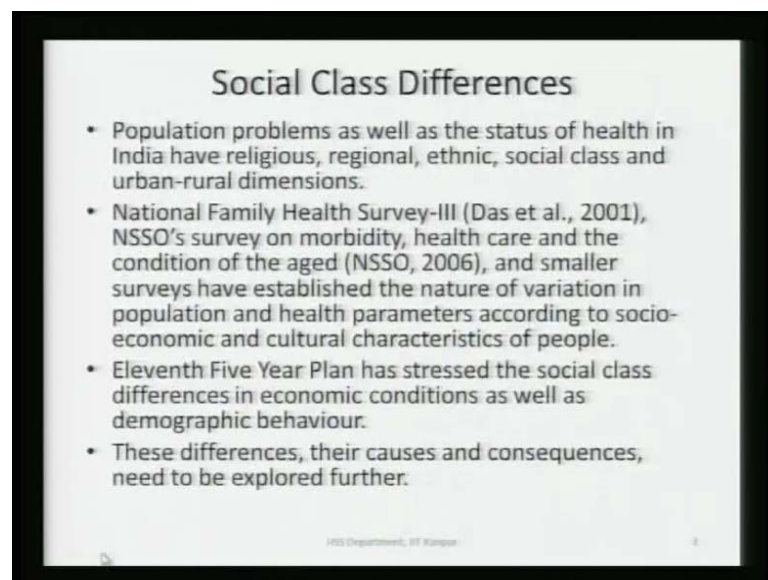 Social Class Differences
• Population problems as well as the status of health in
India have religious, regional, ethnic, social class and
urban-rural dimensions.
• National Family Health Survey-III (Das et al., 2001),
NSSO's survey on morbidity, health care and the
condition of the aged (NSSO, 2006), and smaller
surveys have established the nature of variation in
population and health parameters according to socio-
economic and cultural characteristics of people.
• Eleventh Five Year Plan has stressed the social class
differences in economic conditions as well as
demographic behaviour.
• These differences, their causes and consequences,
need to be explored further.
HSS Department, IIT Kanpur